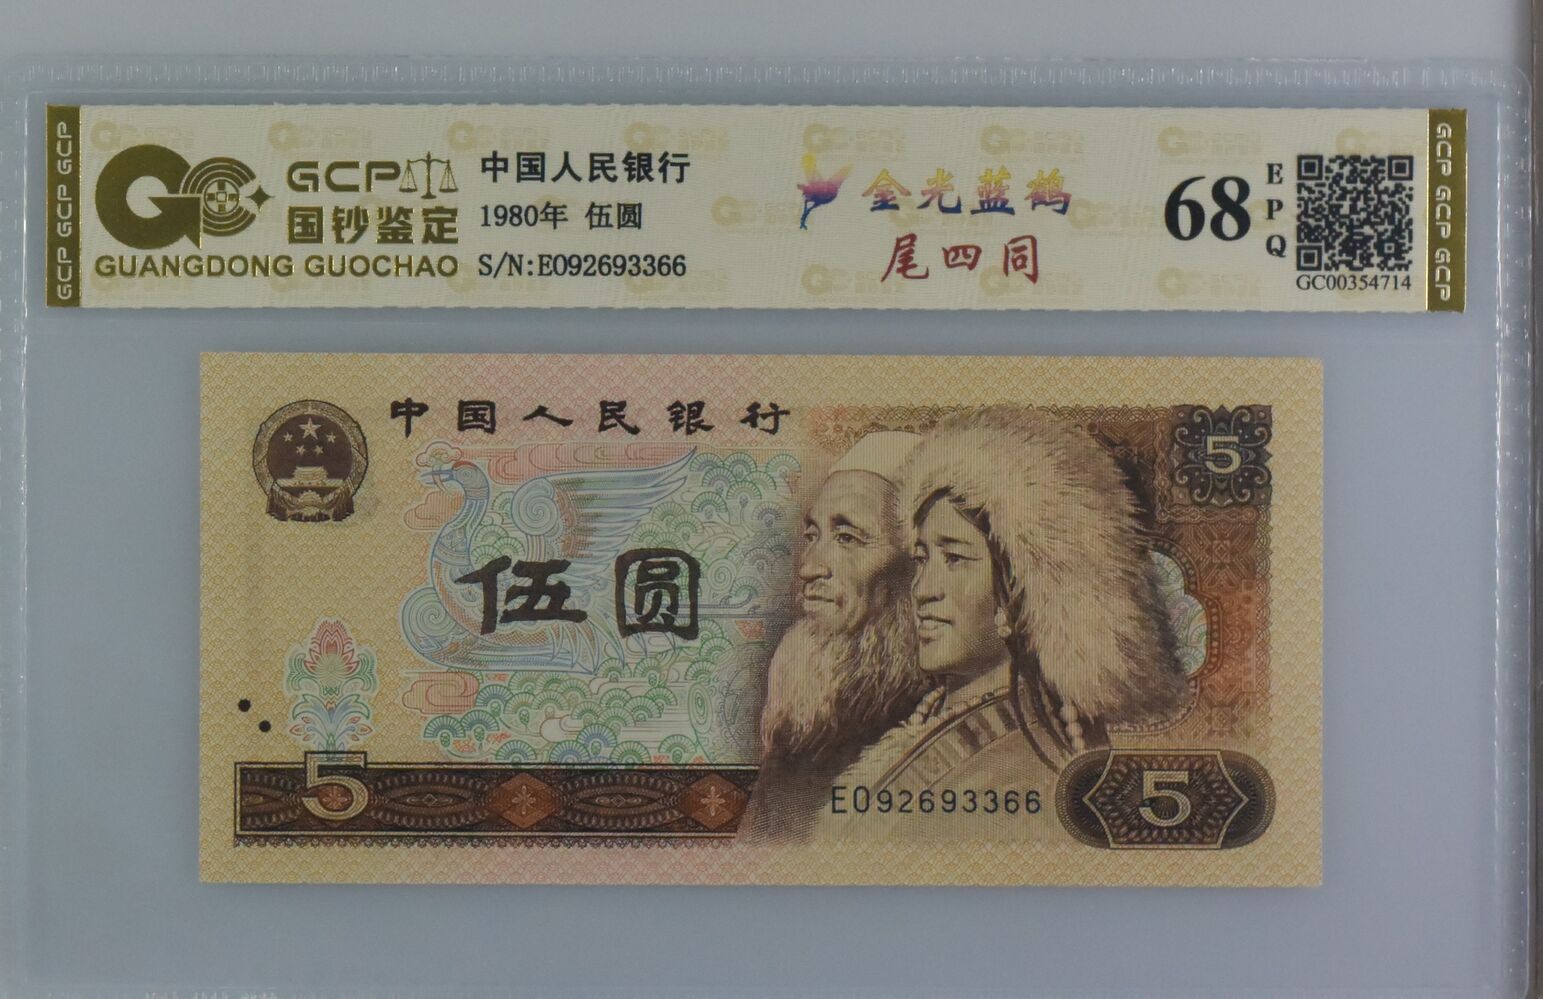 GCP GCP GCP
GCP
国钞鉴定
GUANGDONG GUOCHAO
中国人民银行
1980年 伍圆
S/N:E092693366
金光蓝鹤
尾四同
68
E
P
Q
GC00354714
GCP GCP GCP
中国人民银行
5
伍圆
5
E092693366
5